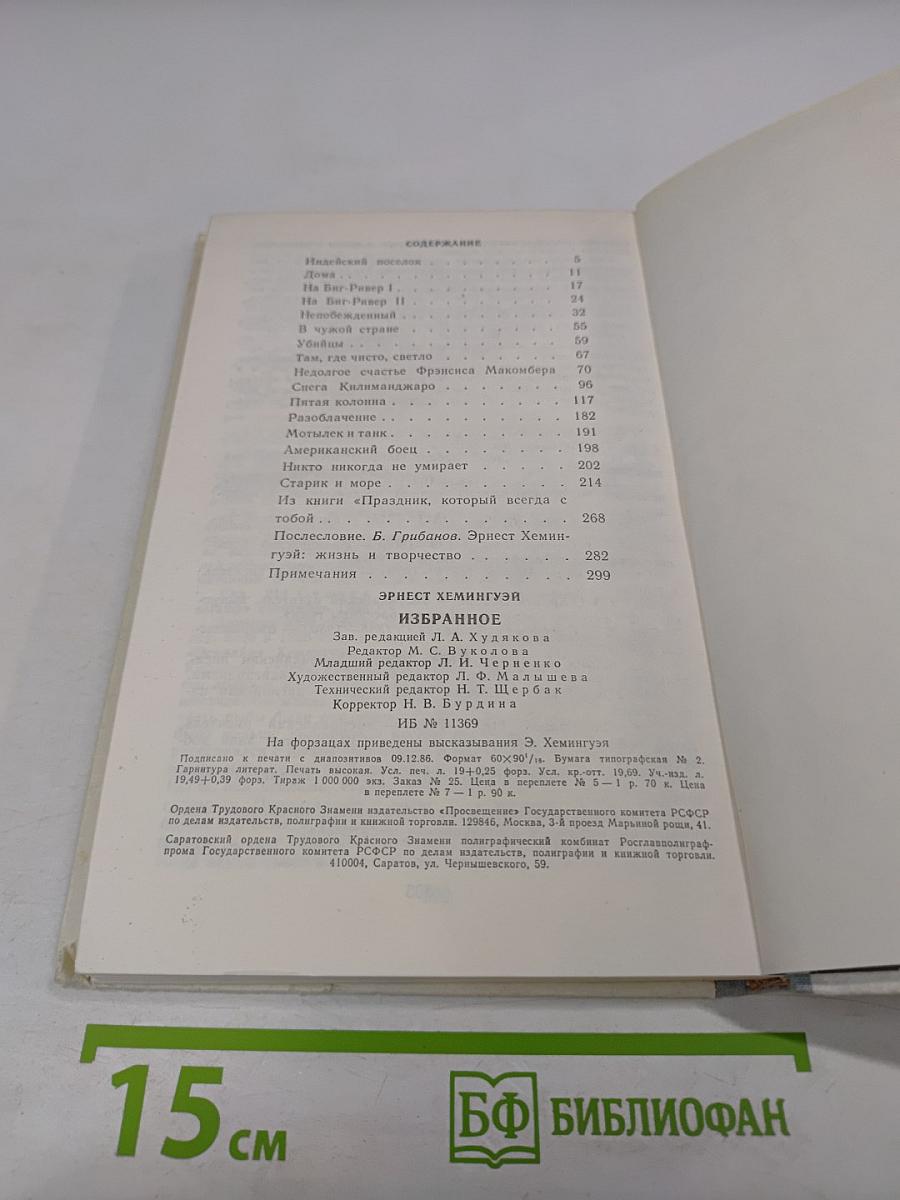 СОДЕРЖАНИЕ
Индейский поселок . . . . . . . . 5
Дома . . . . . . . . . . . . . 11
На Биг-Ривер I . . . . . . . . . . 17
На Биг-Ривер II . . . . . . . . . 24
Непобежденный . . . . . . . . . . 32
В чужой стране . . . . . . . . . 55
Убийцы . . . . . . . . . . . . 59
Там, где чисто, светло . . . . . . . 67
Недолгое счастье Фрэнсиса Макомбера 70
Снега Килиманджаро . . . . . . . 96
Пятая колонна . . . . . . . . . . 117
Разоблачение . . . . . . . . . . . 182
Мотылек и танк . . . . . . . . . . 191
Американский боец . . . . . . . . 198
Никто никогда не умирает . . . . . 202
Старик и море . . . . . . . . . . 214
Из книги «Праздник, который всегда с
тобой . . . . . . . . . . . . . 268
Послесловие. Б. Грибанов. Эрнест Хемин-
гуэй: жизнь и творчество . . . . . . 282
Примечания . . . . . . . . . . . 299
ЭРНЕСТ ХЕМИНГУЭЙ
ИЗБРАННОЕ
Зав. редакцией Л. А. Худякова
Редактор М. С. Вуколова
Младший редактор Л. И. Черненко
Художественный редактор Л. Ф. Малышева
Технический редактор Н. Т. Щербак
Корректор Н. В. Бурдина
ИБ № 11369
На форзацах приведены высказывания Э. Хемингуэя
Подписано к печати с диапозитивов 09.12.86. Формат 60×90¹/₁₆. Бумага типографская № 2.
Гарнитура литерат. Печать высокая. Усл. печ. л. 19+0,25 форз. Усл. кр.-отт. 19,69. Уч.-изд. л.
19,49+0,39 форз. Тираж 1 000 000 экз. Заказ № 25. Цена в переплете № 5 — 1 р. 70 к. Цена
в переплете № 7 — 1 р. 90 к.
Ордена Трудового Красного Знамени издательство «Просвещение» Государственного комитета РСФСР
по делам издательств, полиграфии и книжной торговли. 129846, Москва, 3-й проезд Марьиной рощи, 41.
Саратовский ордена Трудового Красного Знамени полиграфический комбинат Росглавполиграф-
прома Государственного комитета РСФСР по делам издательств, полиграфии и книжной торговли.
410004, Саратов, ул. Чернышевского, 59.
15 см
БФ БИБЛИОФАН